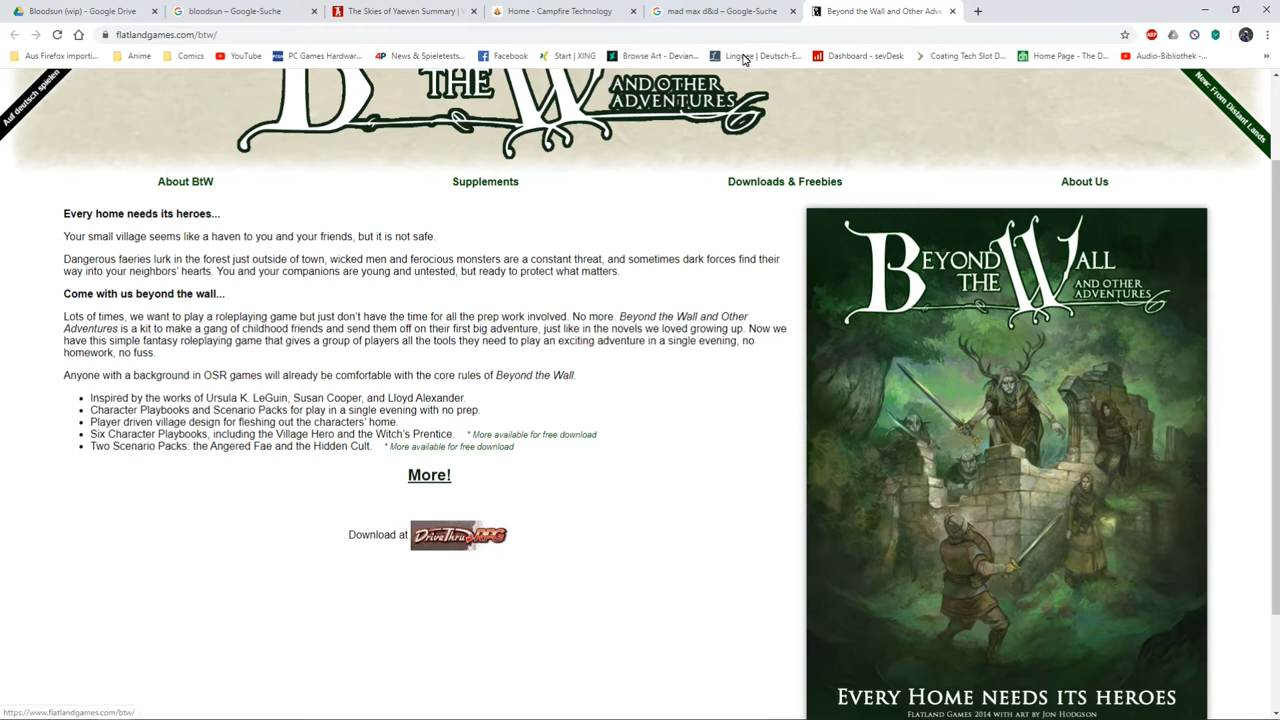 Bloodsun (wip) – Google Drive
bloodsun – Google-Suche
The Skies of Yaewen Summary | W
Home - Campfire Technology
mad max d&d – Google-Suche
Beyond the Wall and Other Adve
flatlandgames.com/btw/
Aus Firefox importi...
Anime
Comics
YouTube
PC Games Hardwar...
News & Spieletests...
Facebook
Start | XING
Browse Art - Devian...
Linguee | Deutsch-E...
Dashboard - sevDesk
Coating Tech Slot D...
Home Page - The D...
Audio-Bibliothek -...
Auf deutsch spielen
THE
AND OTHER
ADVENTURES
New: From Distant Lands
About BtW
Supplements
Downloads & Freebies
About Us
Every home needs its heroes...
Your small village seems like a haven to you and your friends, but it is not safe.
Dangerous faeries lurk in the forest just outside of town, wicked men and ferocious monsters are a constant threat, and sometimes dark forces find their
way into your neighbors' hearts. You and your companions are young and untested, but ready to protect what matters.
Come with us beyond the wall...
Lots of times, we want to play a roleplaying game but just don't have the time for all the prep work involved. No more. Beyond the Wall and Other
Adventures is a kit to make a gang of childhood friends and send them off on their first big adventure, just like in the novels we loved growing up. Now we
have this simple fantasy roleplaying game that gives a group of players all the tools they need to play an exciting adventure in a single evening, no
homework, no fuss.
Anyone with a background in OSR games will already be comfortable with the core rules of Beyond the Wall.
Inspired by the works of Ursula K. LeGuin, Susan Cooper, and Lloyd Alexander.
Character Playbooks and Scenario Packs for play in a single evening with no prep.
Player driven village design for fleshing out the characters' home.
Six Character Playbooks, including the Village Hero and the Witch's Prentice. * More available for free download
Two Scenario Packs: the Angered Fae and the Hidden Cult. * More available for free download
More!
Download at DriveThruRPG
BEYOND
THE WALL
AND OTHER
ADVENTURES
EVERY HOME NEEDS ITS HEROES
FLATLAND GAMES 2014 WITH ART BY JON HODGSON
https://www.flatlandgames.com/btw/